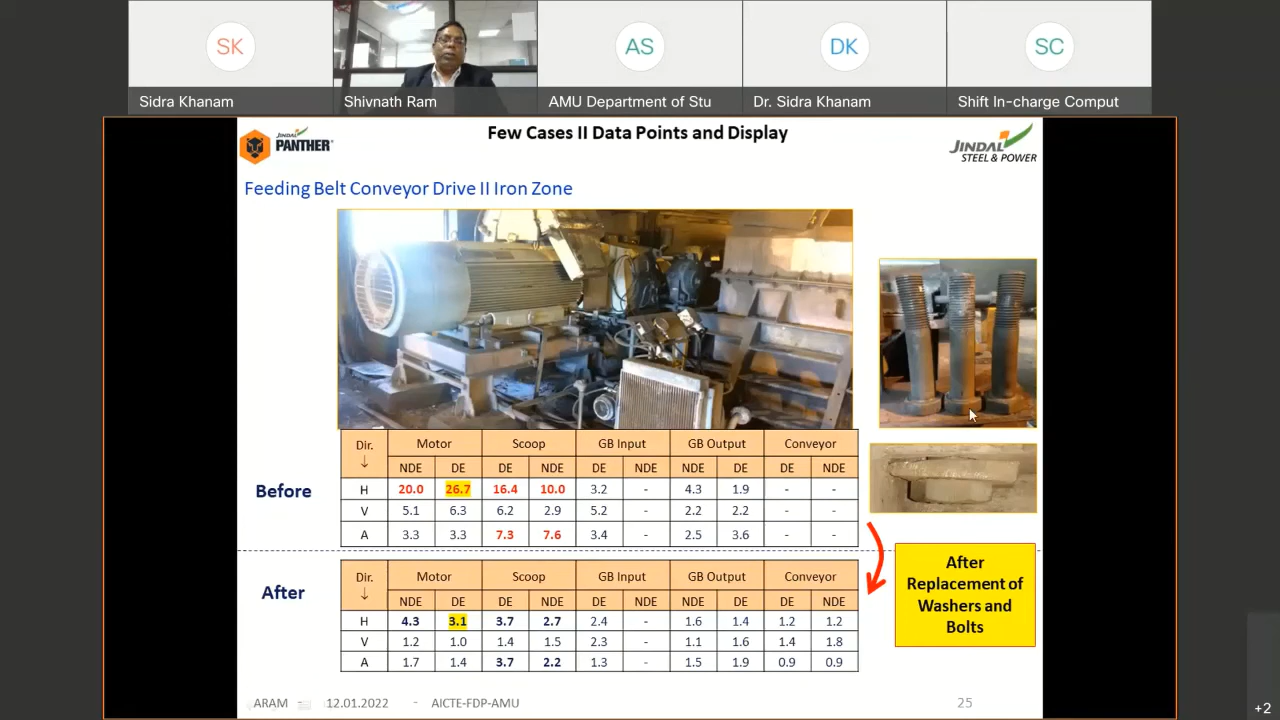 SK
AS
DK
SC
Sidra Khanam
Shivnath Ram
AMU Department of Stu
Dr. Sidra Khanam
Shift In-charge Comput
JINDAL
PANTHER
Few Cases II Data Points and Display
JINDAL
STEEL & POWER
Feeding Belt Conveyor Drive II Iron Zone
Before
Dir. ↓ Motor Scoop GB Input GB Output Conveyor
NDE DE DE NDE DE NDE NDE DE DE NDE
H 20.0 26.7 16.4 10.0 3.2 - 4.3 1.9 - -
V 5.1 6.3 6.2 2.9 5.2 - 2.2 2.2 - -
A 3.3 3.3 7.3 7.6 3.4 - 2.5 3.6 - -
After
Dir. ↓ Motor Scoop GB Input GB Output Conveyor
NDE DE DE NDE DE NDE NDE DE DE NDE
H 4.3 3.1 3.7 2.7 2.4 - 1.6 1.4 1.2 1.2
V 1.2 1.0 1.4 1.5 2.3 - 1.1 1.6 1.4 1.8
A 1.7 1.4 3.7 2.2 1.3 - 1.5 1.9 0.9 0.9
After
Replacement of
Washers and
Bolts
ARAM - 12.01.2022 - AICTE-FDP-AMU 25
+2